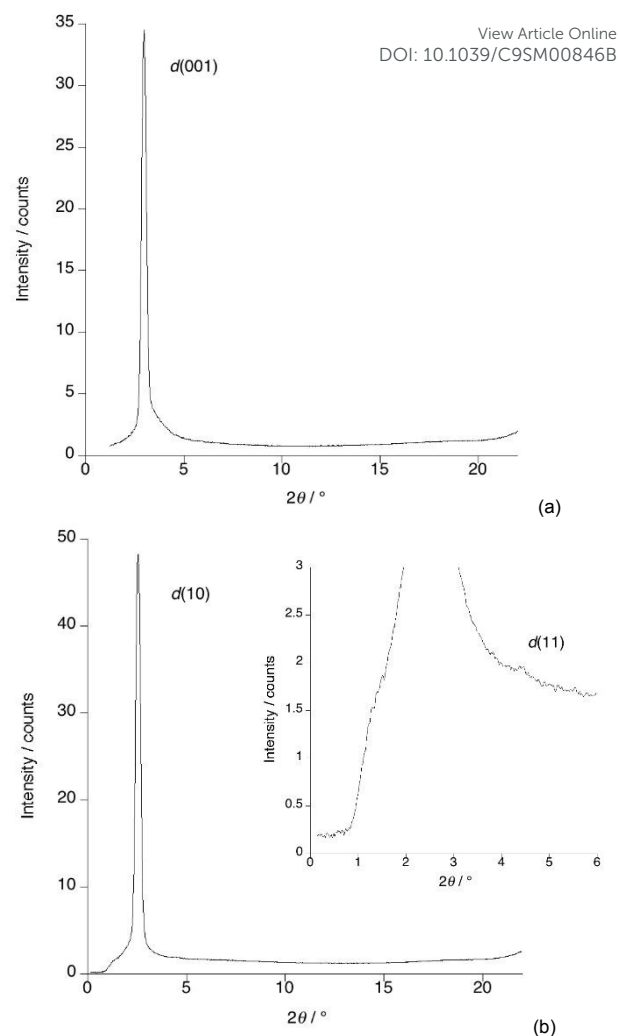 View Article Online
DOI: 10.1039/C9SM00846B
35
30
25
20
15
10
5
0
Intensity / counts
d(001)
0 5 10 15 20
2θ / °
(a)
50
40
30
20
10
0
Intensity / counts
d(10)
3
2.5
2
1.5
1
0.5
0
Intensity / counts
d(11)
0 1 2 3 4 5 6
2θ / °
0 5 10 15 20
2θ / °
(b)